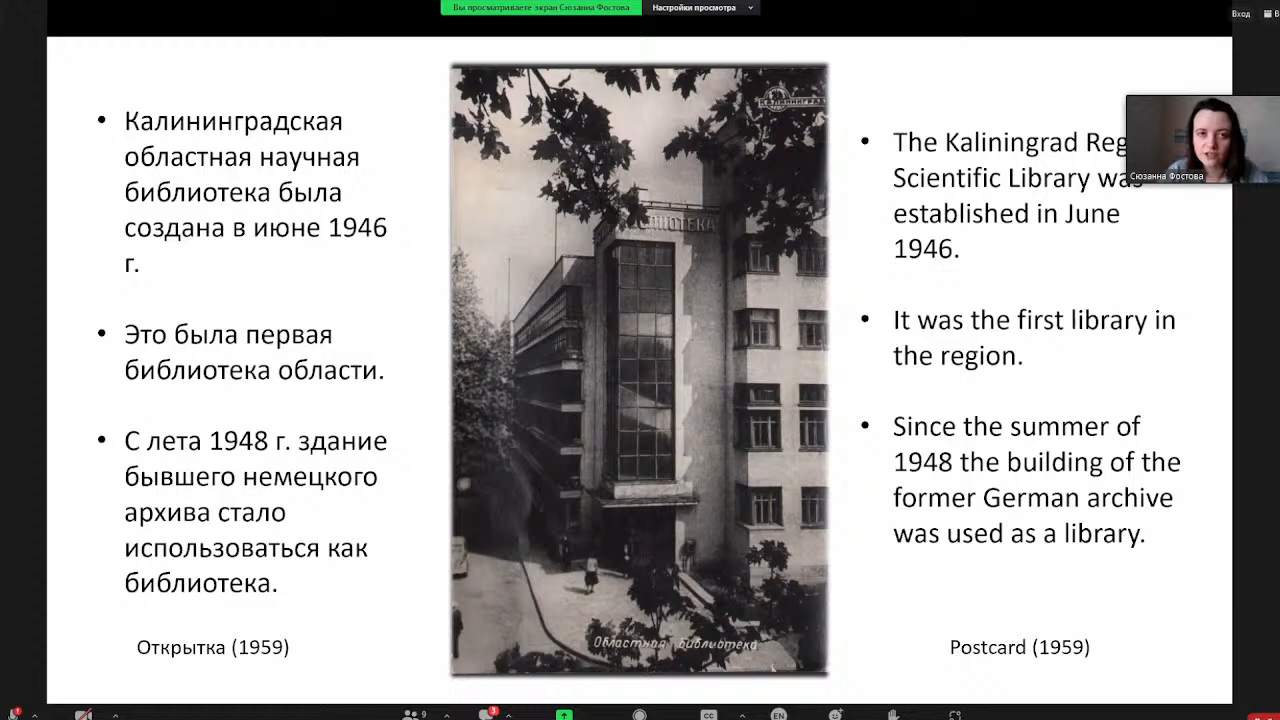 Вы просматриваете экран Сюзанна Фостова
Настройки просмотра
Вход
Калининградская
областная научная
библиотека была
создана в июне 1946
г.
Это была первая
библиотека области.
С лета 1948 г. здание
бывшего немецкого
архива стало
использоваться как
библиотека.
Открытка (1959)
КАЛИНИНГРАД
БИБЛИОТЕКА
Областная библиотека
The Kaliningrad Reg
Scientific Library was
established in June
1946.
It was the first library in
the region.
Since the summer of
1948 the building of the
former German archive
was used as a library.
Postcard (1959)
Сюзанна Фостова
9
3
CC
EN